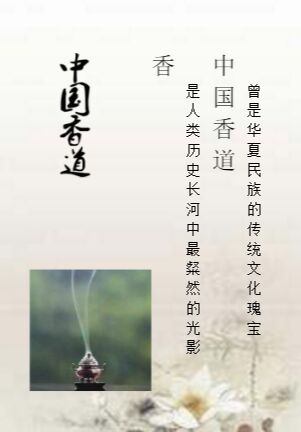 中国香道
曾是华夏民族的传统文化瑰宝
是人类历史长河中最粲然的光影
香
中国香道